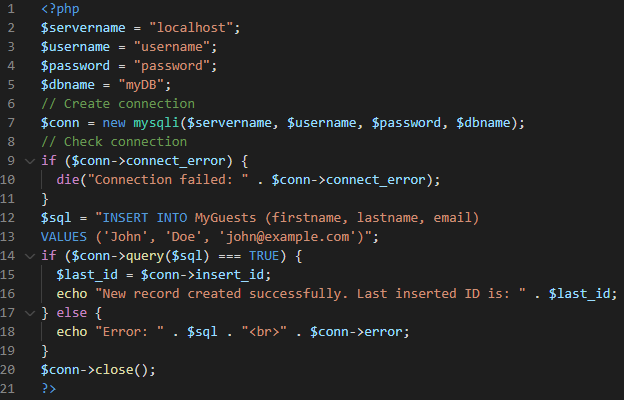 1 <?php
2 $servername = "localhost";
3 $username = "username";
4 $password = "password";
5 $dbname = "myDB";
6 // Create connection
7 $conn = new mysqli($servername, $username, $password, $dbname);
8 // Check connection
9 if ($conn->connect_error) {
10   die("Connection failed: " . $conn->connect_error);
11 }
12 $sql = "INSERT INTO MyGuests (firstname, lastname, email)
13 VALUES ('John', 'Doe', 'john@example.com')";
14 if ($conn->query($sql) === TRUE) {
15   $last_id = $conn->insert_id;
16   echo "New record created successfully. Last inserted ID is: " . $last_id;
17 } else {
18   echo "Error: " . $sql . "<br>" . $conn->error;
19 }
20 $conn->close();
21 ?>